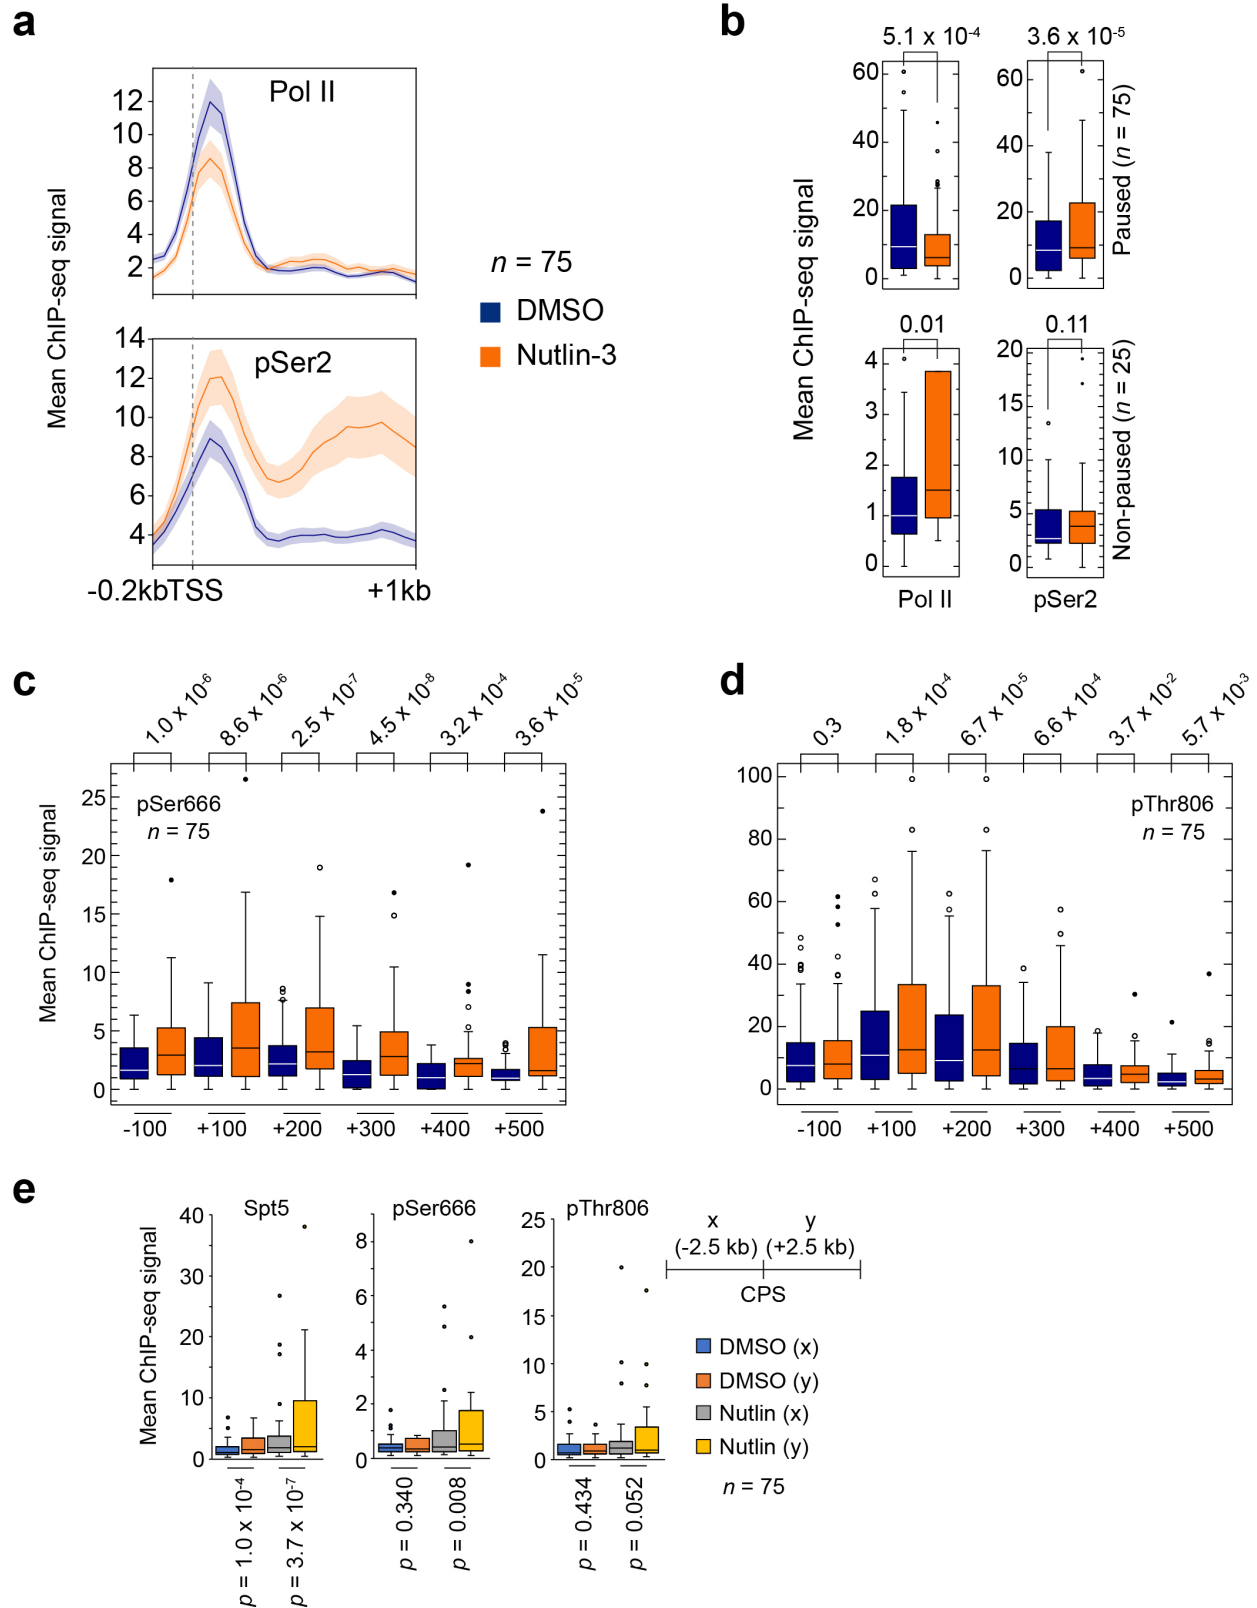 a
Pol II
12
10
8
6
4
2
Mean ChIP-seq signal
pSer2
14
12
10
8
6
4
-0.2kbTSS
+1kb
n = 75
DMSO
Nutlin-3
b
5.1 x 10-4
3.6 x 10-5
60
40
20
0
60
40
20
0
Paused (n = 75)
Mean ChIP-seq signal
0.01
0.11
4
3
2
1
0
20
15
10
5
0
Non-paused (n = 25)
Pol II
pSer2
c
1.0 x 10-6
8.6 x 10-6
2.5 x 10-7
4.5 x 10-8
3.2 x 10-4
3.6 x 10-5
Mean ChIP-seq signal
pSer666
n = 75
25
20
15
10
5
0
-100
+100
+200
+300
+400
+500
d
0.3
1.8 x 10-4
6.7 x 10-5
6.6 x 10-4
3.7 x 10-2
5.7 x 10-3
pThr806
n = 75
100
80
60
40
20
0
-100
+100
+200
+300
+400
+500
e
Mean ChIP-seq signal
Spt5
40
30
20
10
0
p = 1.0 x 10-4
p = 3.7 x 10-7
pSer666
8
6
4
2
0
p = 0.340
p = 0.008
pThr806
25
20
15
10
5
0
p = 0.434
p = 0.052
x
y
(-2.5 kb)
(+2.5 kb)
CPS
DMSO (x)
DMSO (y)
Nutlin (x)
Nutlin (y)
n = 75